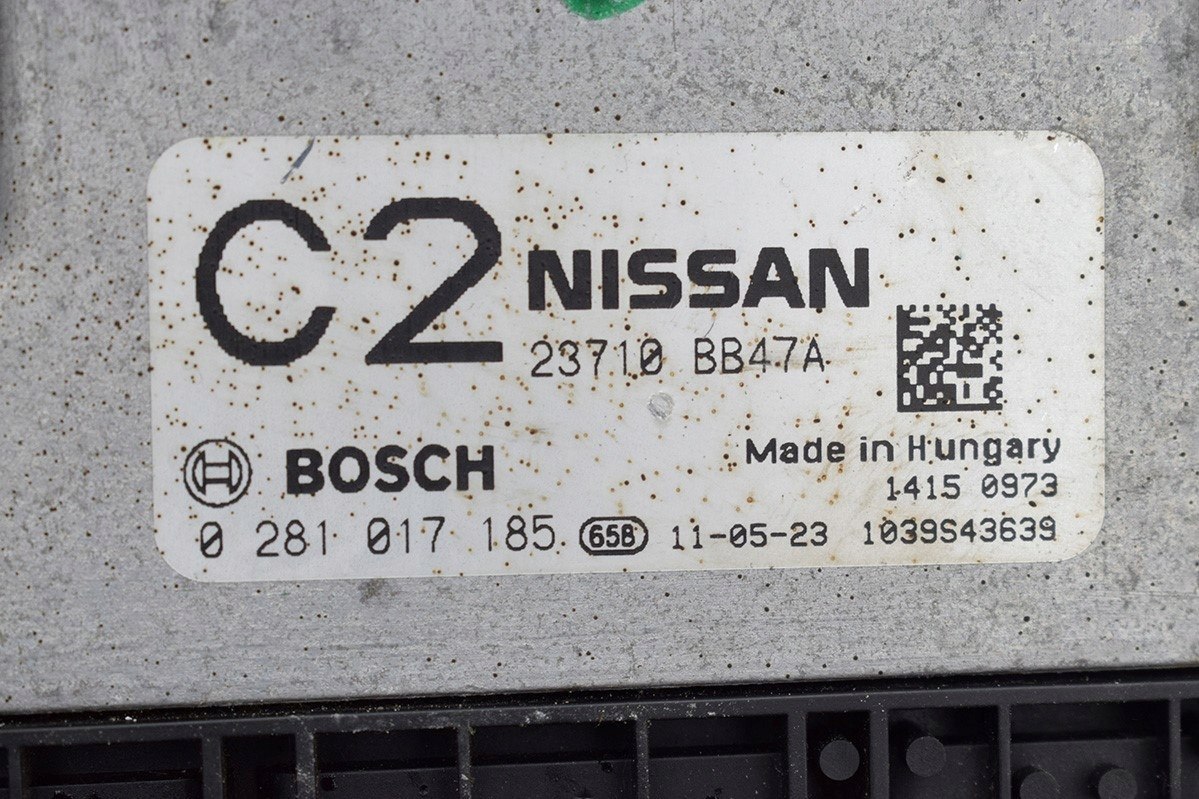 C2 NISSAN
23710 BB47A
BOSCH
Made in Hungary
1415 0973
0 281 017 185 65B 11-05-23 1039S43639